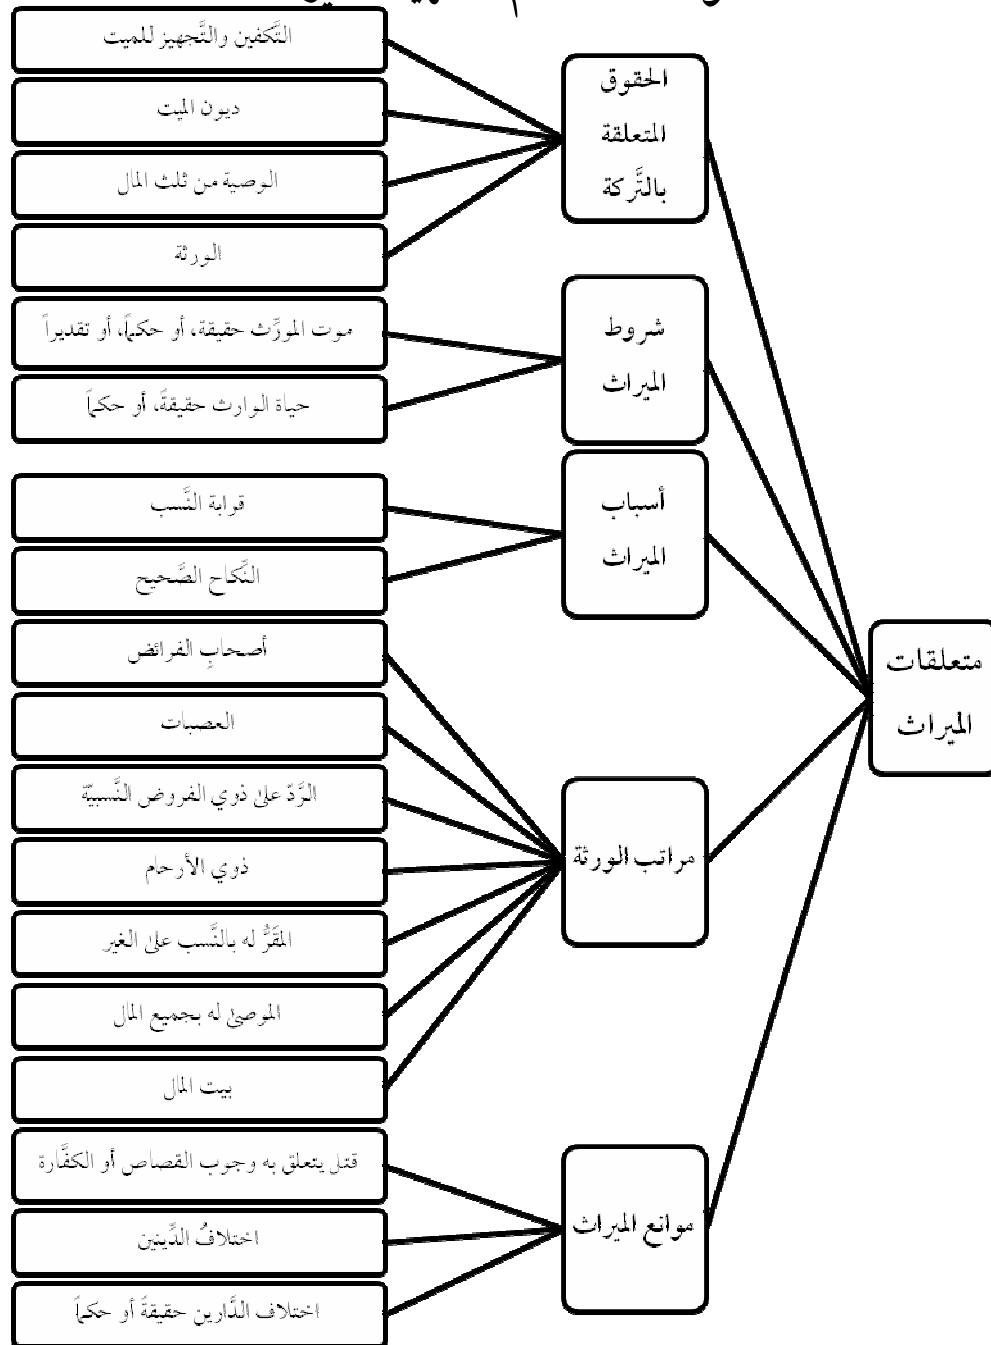 متعلقات
الميراث
الحقوق
المتعلقة
بالتَّركة
التَّكفين والتَّجهيز للميت
ديون الميت
الوصية من ثلث المال
الورثة
شروط
الميراث
موت المورِّث حقيقة، أو حكماً، أو تقديراً
حياة الوارث حقيقةً، أو حكماً
أسباب
الميراث
قرابة النَّسب
النِّكاح الصَّحيح
مراتب الورثة
أصحاب الفرائض
العصبات
الرَّدّ على ذوي الفروض النَّسبيّة
ذوي الأرحام
المقَرُّ له بالنَّسب على الغير
الموصى له بجميع المال
بيت المال
موانع الميراث
قتل يتعلق به وجوب القصاص أو الكفَّارة
اختلافُ الدِّينين
اختلاف الدَّارين حقيقةً أو حكماً